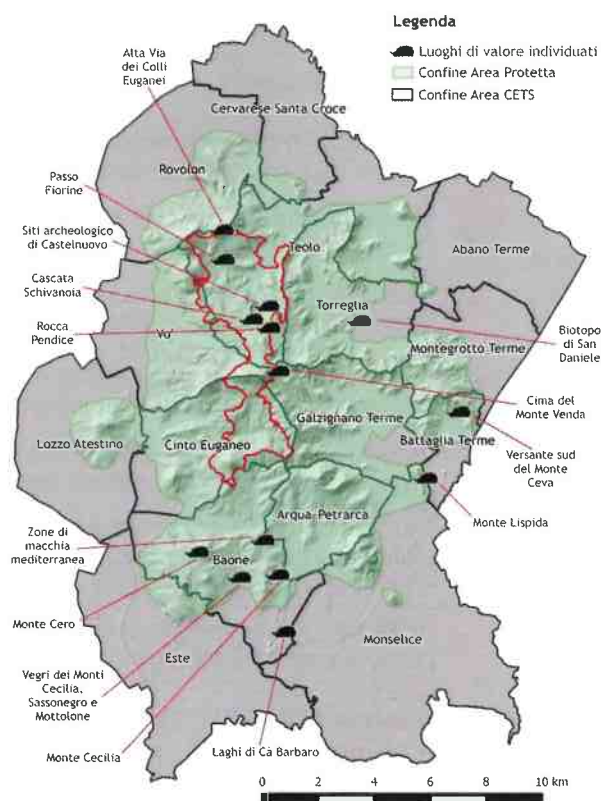 Legenda
Luoghi di valore individuati
Confine Area Protetta
Confine Area CETS
Alta Via
dei Colli
Euganei
Cervarese Santa Croce
Rovolon
Passo
Fiorine
Siti archeologico
di Castelnuovo
Teolo
Abano Terme
Cascata
Schivanoia
Torreglia
Rocca
Pendice
Vo'
Biotopo
di San
Daniele
Montegrotto Terme
Cima del
Monte Venda
Galzignano Terme
Lozzo Atestino
Cinto Euganeo
Battaglia Terme
Versante sud
del Monte
Ceva
Arqua Petrarca
Monte Lispida
Zone di
macchia
mediterranea
Baone
Monte Cero
Monselice
Este
Vegri dei Monti
Cecilia,
Sassonegro e
Mottolone
Monte Cecilia
Laghi di Cà Barbaro
0 2 4 6 8 10 km